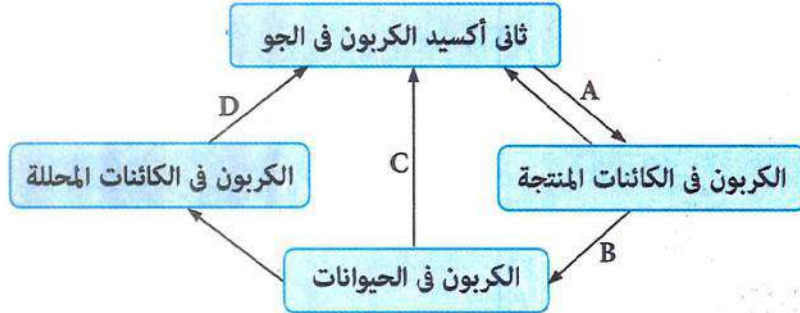 ثانى أكسيد الكربون فى الجو
D
A
الكربون فى الكائنات المحللة
C
الكربون فى الكائنات المنتجة
B
الكربون فى الحيوانات